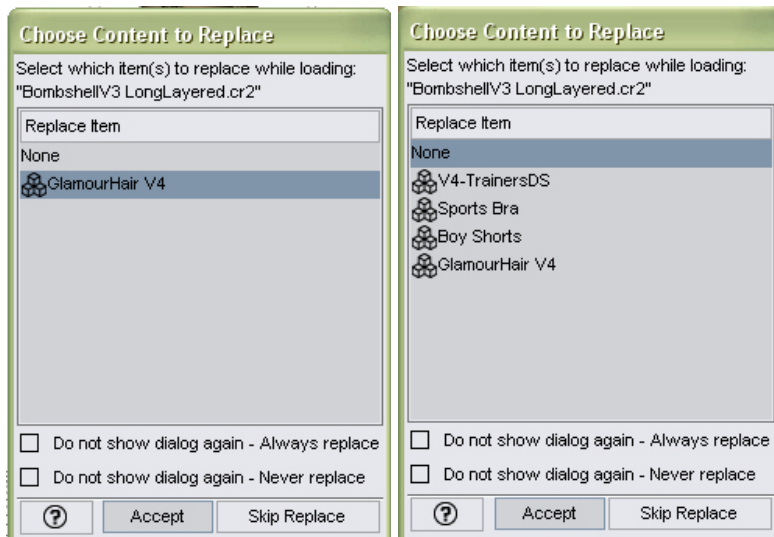 Choose Content to Replace
Select which item(s) to replace while loading:
"BombshellV3 LongLayered.cr2"
Replace Item
None
GlamourHair V4
Do not show dialog again - Always replace
Do not show dialog again - Never replace
? Accept Skip Replace
Choose Content to Replace
Select which item(s) to replace while loading:
"BombshellV3 LongLayered.cr2"
Replace Item
None
V4-TrainersDS
Sports Bra
Boy Shorts
GlamourHair V4
Do not show dialog again - Always replace
Do not show dialog again - Never replace
? Accept Skip Replace